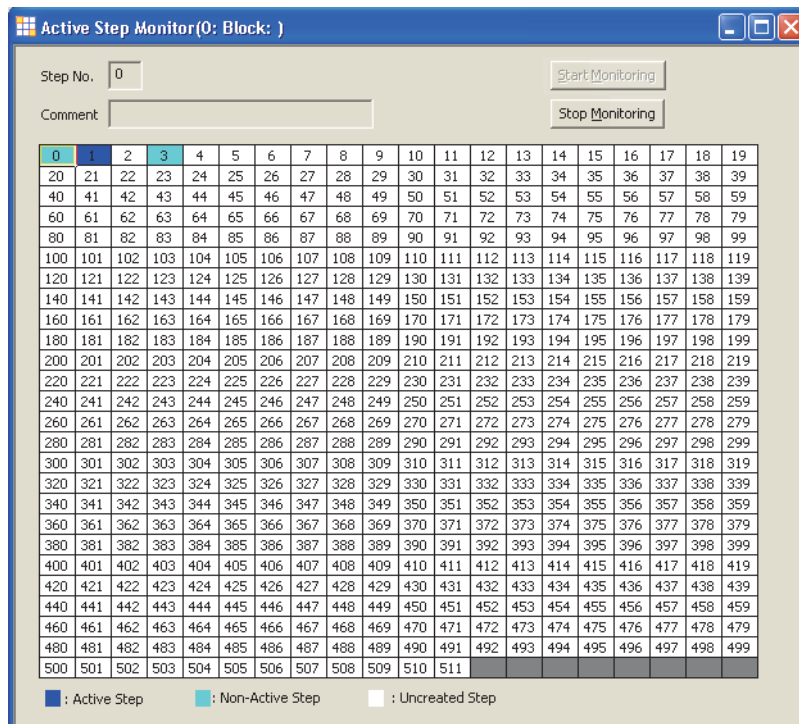 Active Step Monitor(0: Block: )
Step No. 0 Start Monitoring
Comment Stop Monitoring
0 1 2 3 4 5 6 7 8 9 10 11 12 13 14 15 16 17 18 19
20 21 22 23 24 25 26 27 28 29 30 31 32 33 34 35 36 37 38 39
40 41 42 43 44 45 46 47 48 49 50 51 52 53 54 55 56 57 58 59
60 61 62 63 64 65 66 67 68 69 70 71 72 73 74 75 76 77 78 79
80 81 82 83 84 85 86 87 88 89 90 91 92 93 94 95 96 97 98 99
100 101 102 103 104 105 106 107 108 109 110 111 112 113 114 115 116 117 118 119
120 121 122 123 124 125 126 127 128 129 130 131 132 133 134 135 136 137 138 139
140 141 142 143 144 145 146 147 148 149 150 151 152 153 154 155 156 157 158 159
160 161 162 163 164 165 166 167 168 169 170 171 172 173 174 175 176 177 178 179
180 181 182 183 184 185 186 187 188 189 190 191 192 193 194 195 196 197 198 199
200 201 202 203 204 205 206 207 208 209 210 211 212 213 214 215 216 217 218 219
220 221 222 223 224 225 226 227 228 229 230 231 232 233 234 235 236 237 238 239
240 241 242 243 244 245 246 247 248 249 250 251 252 253 254 255 256 257 258 259
260 261 262 263 264 265 266 267 268 269 270 271 272 273 274 275 276 277 278 279
280 281 282 283 284 285 286 287 288 289 290 291 292 293 294 295 296 297 298 299
300 301 302 303 304 305 306 307 308 309 310 311 312 313 314 315 316 317 318 319
320 321 322 323 324 325 326 327 328 329 330 331 332 333 334 335 336 337 338 339
340 341 342 343 344 345 346 347 348 349 350 351 352 353 354 355 356 357 358 359
360 361 362 363 364 365 366 367 368 369 370 371 372 373 374 375 376 377 378 379
380 381 382 383 384 385 386 387 388 389 390 391 392 393 394 395 396 397 398 399
400 401 402 403 404 405 406 407 408 409 410 411 412 413 414 415 416 417 418 419
420 421 422 423 424 425 426 427 428 429 430 431 432 433 434 435 436 437 438 439
440 441 442 443 444 445 446 447 448 449 450 451 452 453 454 455 456 457 458 459
460 461 462 463 464 465 466 467 468 469 470 471 472 473 474 475 476 477 478 479
480 481 482 483 484 485 486 487 488 489 490 491 492 493 494 495 496 497 498 499
500 501 502 503 504 505 506 507 508 509 510 511
: Active Step : Non-Active Step : Uncreated Step